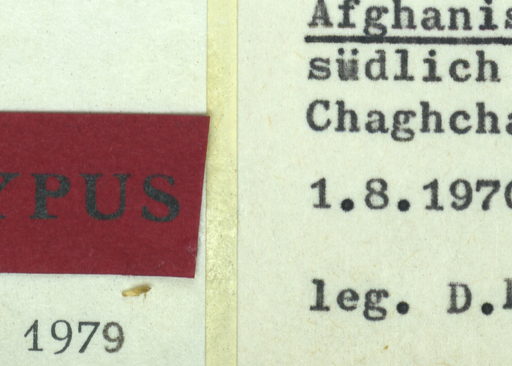 YPUS
1979
Afghanis
südlich
Chaghcha
1.8.1970
leg. D.